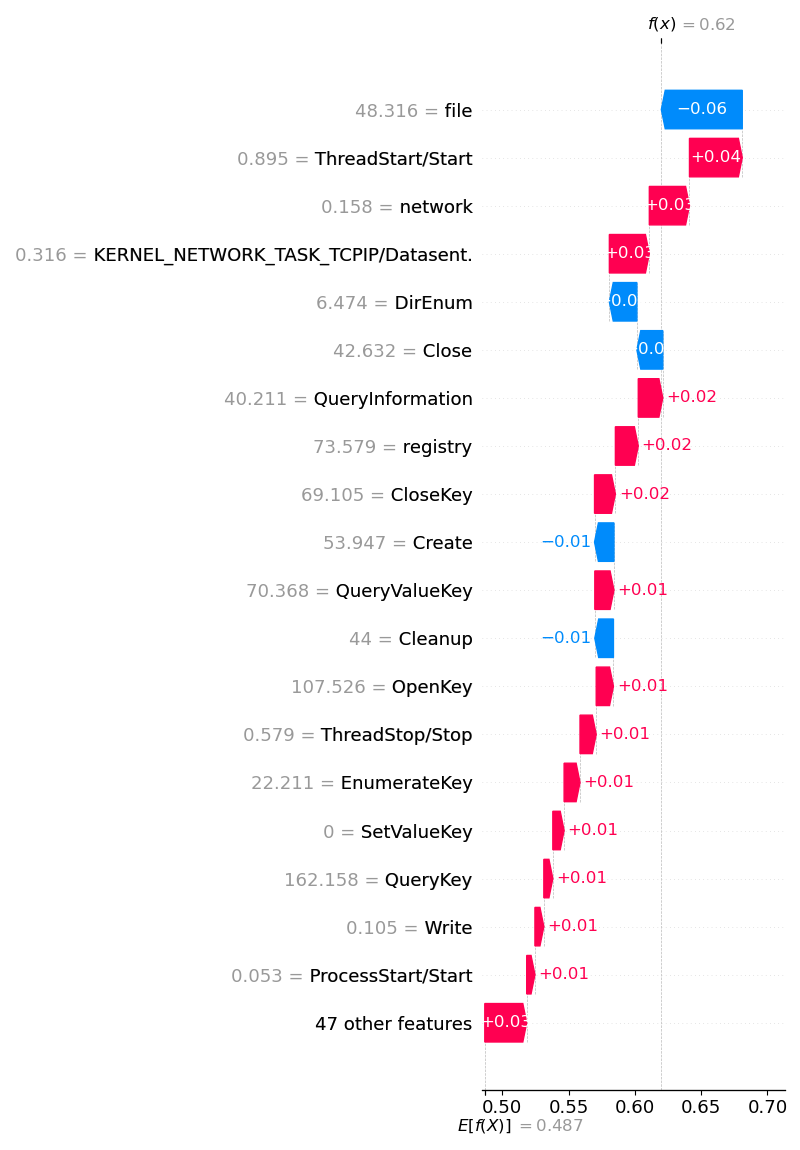 f(x) = 0.62
48.316 = file
−0.06
0.895 = ThreadStart/Start
+0.04
0.158 = network
+0.03
0.316 = KERNEL_NETWORK_TASK_TCPIP/Datasent.
+0.03
6.474 = DirEnum
0.0
42.632 = Close
0.0
40.211 = QueryInformation
+0.02
73.579 = registry
+0.02
69.105 = CloseKey
+0.02
53.947 = Create
−0.01
70.368 = QueryValueKey
+0.01
44 = Cleanup
−0.01
107.526 = OpenKey
+0.01
0.579 = ThreadStop/Stop
+0.01
22.211 = EnumerateKey
+0.01
0 = SetValueKey
+0.01
162.158 = QueryKey
+0.01
0.105 = Write
+0.01
0.053 = ProcessStart/Start
+0.01
47 other features
+0.03
0.50 0.55 0.60 0.65 0.70
E[f(X)] = 0.487